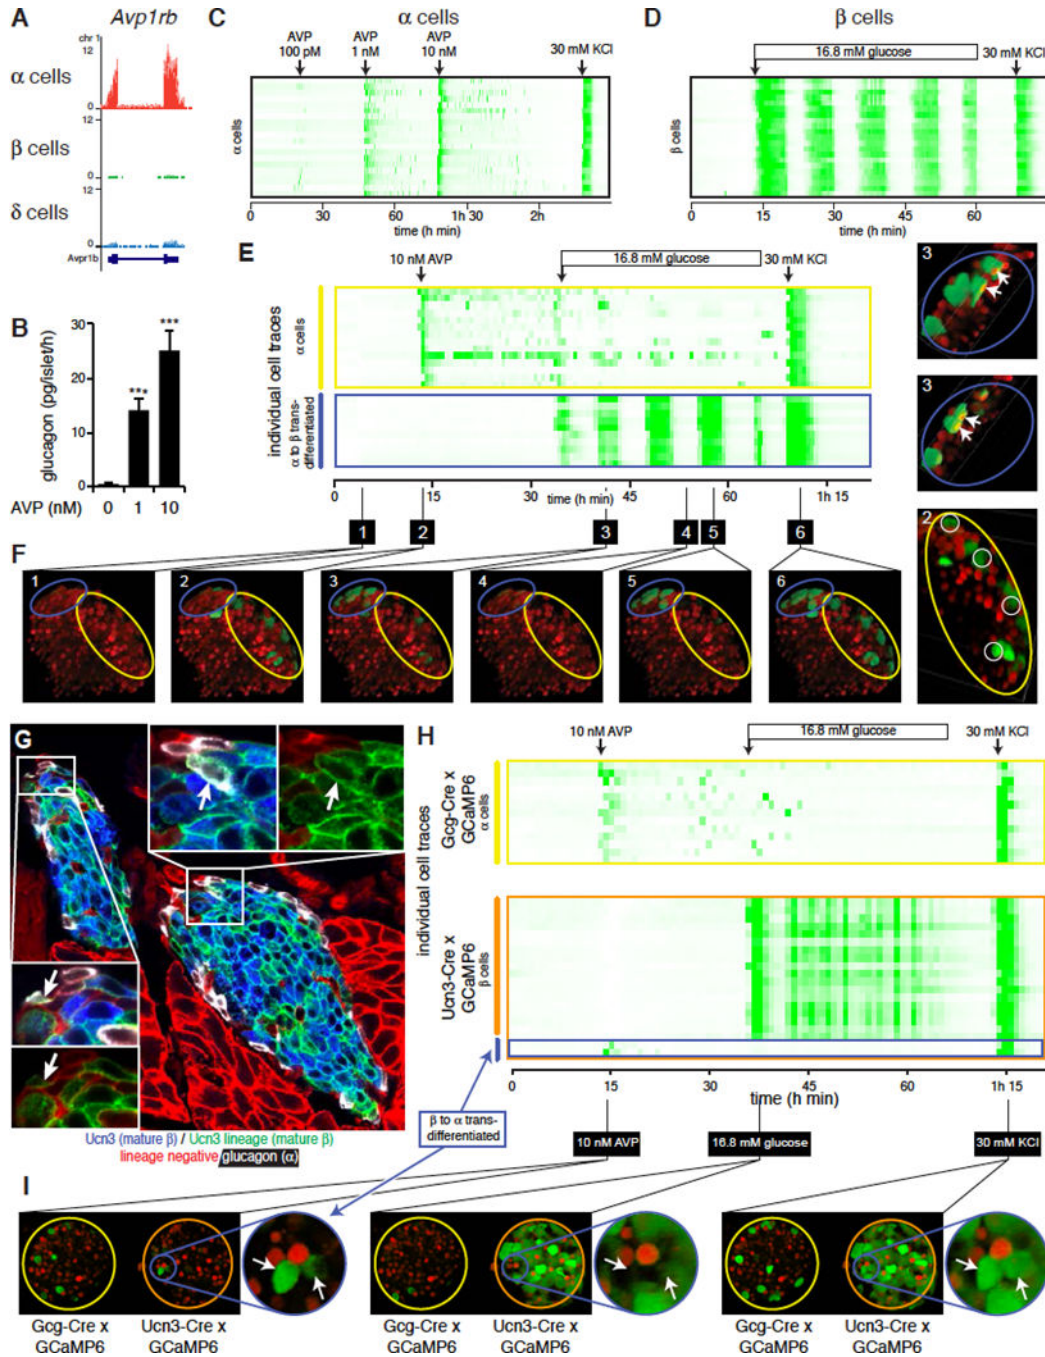 A
Avp1rb
chr 1
12
α cells
0
12
β cells
0
12
δ cells
0
Avpr1b
B
30
20
10
0
glucagon (pg/islet/h)
***
***
AVP (nM) 0 1 10
C
α cells
AVP 100 pM
AVP 1 nM
AVP 10 nM
30 mM KCl
α cells
0 30 60 1h 30 2h
time (h min)
D
β cells
16.8 mM glucose
30 mM KCl
β cells
0 15 30 45 60
time (h min)
E
10 nM AVP
16.8 mM glucose
30 mM KCl
individual cell traces
α cells
α to β trans-differentiated
0 15 time (h min) 45 60 1h 15
1 2 3 4 5 6
3
3
2
F
1 2 3 4 5 6
G
Ucn3 (mature β) / Ucn3 lineage (mature β)
lineage negative glucagon (α)
H
10 nM AVP
16.8 mM glucose
30 mM KCl
individual cell traces
Gcg-Cre x GCaMP6
α cells
Ucn3-Cre x GCaMP6
β cells
0 15 30 45 60 1h 15
time (h min)
β to α trans-differentiated
10 nM AVP
16.8 mM glucose
30 mM KCl
I
Gcg-Cre x GCaMP6
Ucn3-Cre x GCaMP6
Gcg-Cre x GCaMP6
Ucn3-Cre x GCaMP6
Gcg-Cre x GCaMP6
Ucn3-Cre x GCaMP6